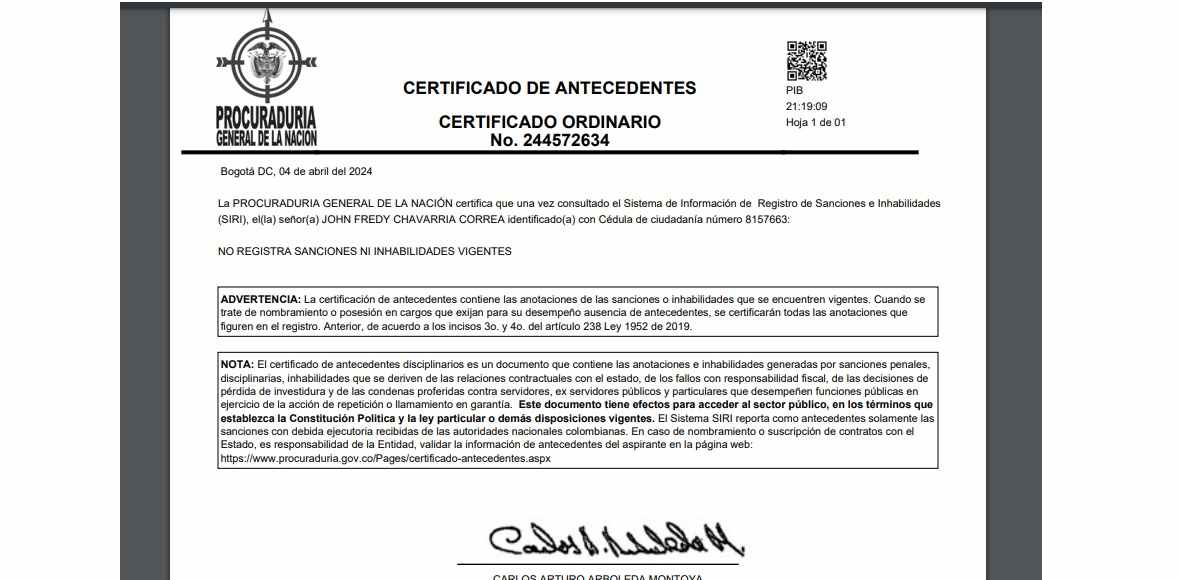 PROCURADURIA
GENERAL DE LA NACION
CERTIFICADO DE ANTECEDENTES
CERTIFICADO ORDINARIO
No. 244572634
PIB
21:19:09
Hoja 1 de 01
Bogotá DC, 04 de abril del 2024
La PROCURADURIA GENERAL DE LA NACIÓN certifica que una vez consultado el Sistema de Información de Registro de Sanciones e Inhabilidades
(SIRI), el(la) señor(a) JOHN FREDY CHAVARRIA CORREA identificado(a) con Cédula de ciudadanía número 8157663:
NO REGISTRA SANCIONES NI INHABILIDADES VIGENTES
ADVERTENCIA: La certificación de antecedentes contiene las anotaciones de las sanciones o inhabilidades que se encuentren vigentes. Cuando se
trate de nombramiento o posesión en cargos que exijan para su desempeño ausencia de antecedentes, se certificarán todas las anotaciones que
figuren en el registro. Anterior, de acuerdo a los incisos 3o. y 4o. del artículo 238 Ley 1952 de 2019.
NOTA: El certificado de antecedentes disciplinarios es un documento que contiene las anotaciones e inhabilidades generadas por sanciones penales,
disciplinarias, inhabilidades que se deriven de las relaciones contractuales con el estado, de los fallos con responsabilidad fiscal, de las decisiones de
pérdida de investidura y de las condenas proferidas contra servidores, ex servidores públicos y particulares que desempeñen funciones públicas en
ejercicio de la acción de repetición o llamamiento en garantía. Este documento tiene efectos para acceder al sector público, en los términos que
establezca la Constitución Política y la ley particular o demás disposiciones vigentes. El Sistema SIRI reporta como antecedentes solamente las
sanciones con debida ejecutoria recibidas de las autoridades nacionales colombianas. En caso de nombramiento o suscripción de contratos con el
Estado, es responsabilidad de la Entidad, validar la información de antecedentes del aspirante en la página web:
https://www.procuraduria.gov.co/Pages/certificado-antecedentes.aspx
CARLOS ARTURO ARBOLEDA MONTOYA